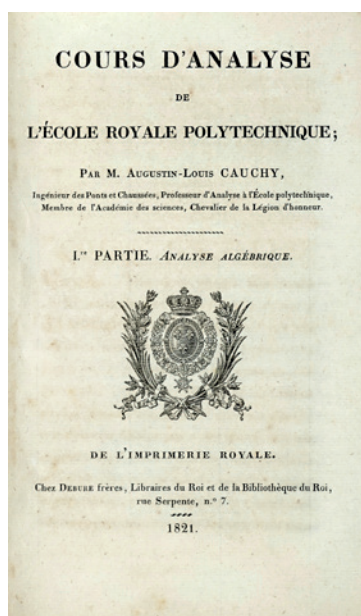 COURS D'ANALYSE
DE
L'ÉCOLE ROYALE POLYTECHNIQUE;
PAR M. AUGUSTIN-LOUIS CAUCHY,
Ingénieur des Ponts et Chaussées, Professeur d'Analyse à l'École polytechnique,
Membre de l'Académie des sciences, Chevalier de la Légion d'honneur.
I.re PARTIE. ANALYSE ALGÉBRIQUE.
DE L'IMPRIMERIE ROYALE.
Chez DEBURE frères, Libraires du Roi et de la Bibliothèque du Roi,
rue Serpente, n.º 7.
1821.